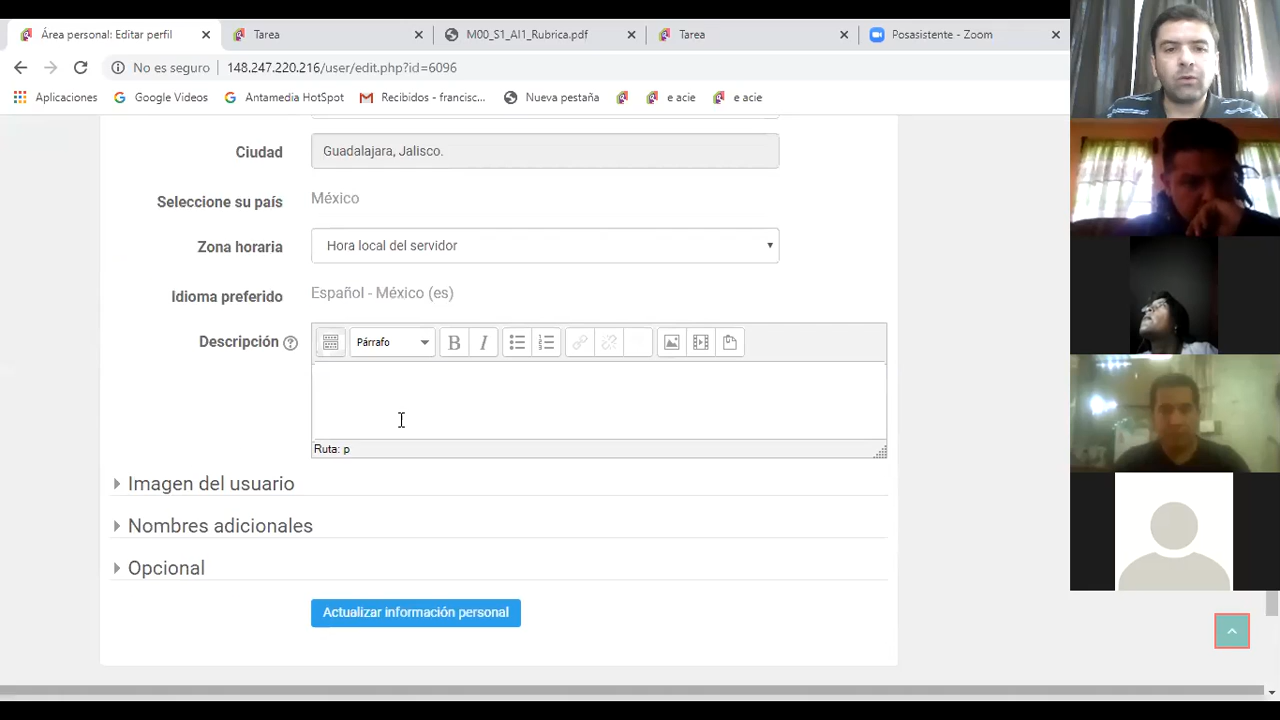 Área personal: Editar perfil
Tarea
M00_S1_AI1_Rubrica.pdf
Tarea
Posasistente - Zoom
No es seguro
148.247.220.216/user/edit.php?id=6096
Aplicaciones
Google Videos
Antamedia HotSpot
Recibidos - francisc...
Nueva pestaña
e acie
e acie
Ciudad
Guadalajara, Jalisco.
Seleccione su país
México
Zona horaria
Hora local del servidor
Idioma preferido
Español - México (es)
Descripción
Párrafo
B I
Ruta: p
Imagen del usuario
Nombres adicionales
Opcional
Actualizar información personal